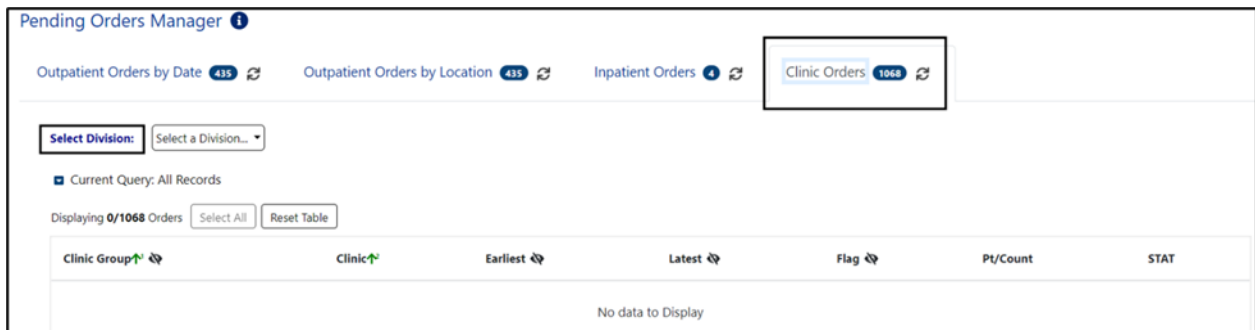 Pending Orders Manager
Outpatient Orders by Date 435 Outpatient Orders by Location 435 Inpatient Orders 4 Clinic Orders 1068
Select Division: Select a Division...
Current Query: All Records
Displaying 0/1068 Orders Select All Reset Table
Clinic Group Clinic Earliest Latest Flag Pt/Count STAT
No data to Display